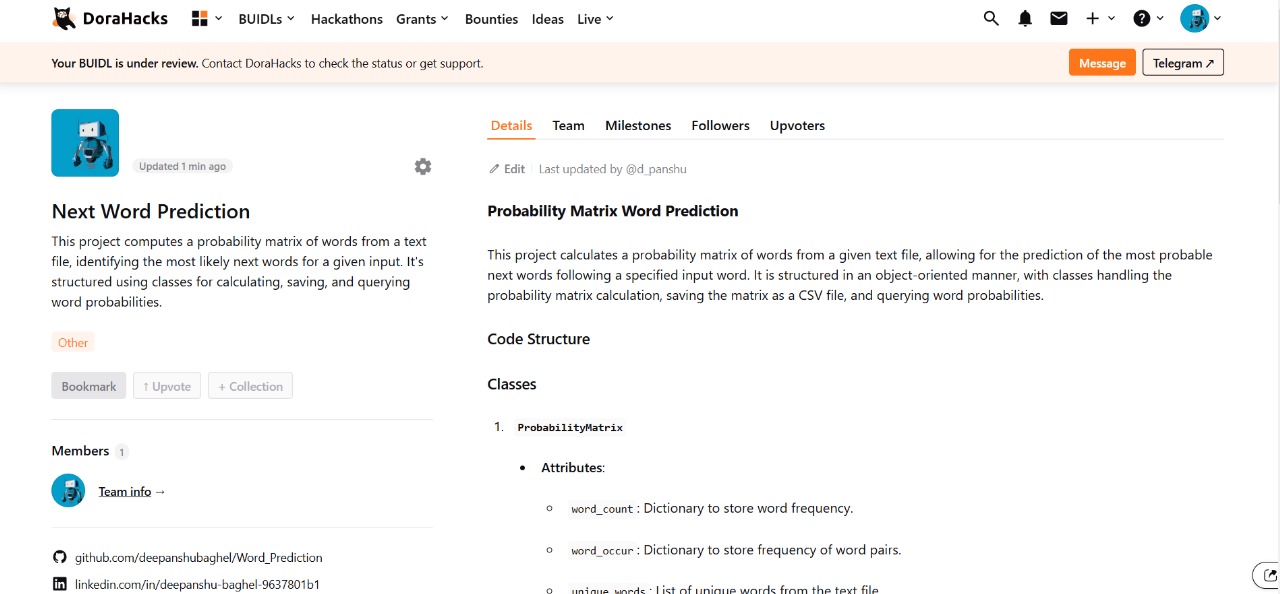 DoraHacks BUIDLs Hackathons Grants Bounties Ideas Live
Your BUIDL is under review. Contact DoraHacks to check the status or get support. Message Telegram ↗
Updated 1 min ago
Next Word Prediction
This project computes a probability matrix of words from a text
file, identifying the most likely next words for a given input. It's
structured using classes for calculating, saving, and querying
word probabilities.
Other
Bookmark ↑ Upvote + Collection
Members 1
Team info →
github.com/deepanshubaghel/Word_Prediction
linkedin.com/in/deepanshu-baghel-9637801b1
Details Team Milestones Followers Upvoters
Edit Last updated by @d_panshu
Probability Matrix Word Prediction
This project calculates a probability matrix of words from a given text file, allowing for the prediction of the most probable
next words following a specified input word. It is structured in an object-oriented manner, with classes handling the
probability matrix calculation, saving the matrix as a CSV file, and querying word probabilities.
Code Structure
Classes
1. ProbabilityMatrix
• Attributes:
word_count : Dictionary to store word frequency.
word_occur : Dictionary to store frequency of word pairs.
unique_words : List of unique words from the text file.